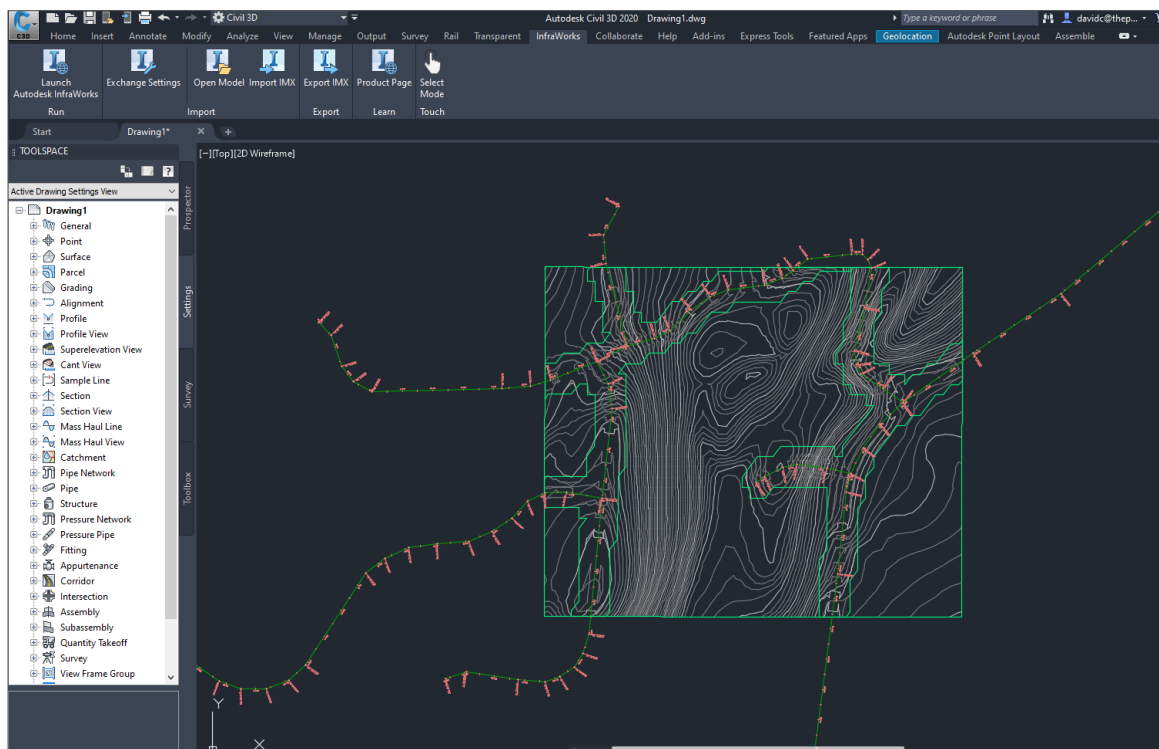 C3D Civil 3D Autodesk Civil 3D 2020 Drawing1.dwg Type a keyword or phrase davidc@thep...
Home Insert Annotate Modify Analyze View Manage Output Survey Rail Transparent InfraWorks Collaborate Help Add-ins Express Tools Featured Apps Geolocation Autodesk Point Layout Assemble
Launch Exchange Settings Open Model Import IMX Export IMX Product Page Select
Autodesk InfraWorks Mode
Run Import Export Learn Touch
Start Drawing1* × +
TOOLSPACE
[−][Top][2D Wireframe]
?
Active Drawing Settings View
Drawing1
General
Point
Surface
Parcel
Grading
Alignment
Profile
Profile View
Superelevation View
Cant View
Sample Line
Section
Section View
Mass Haul Line
Mass Haul View
Catchment
Pipe Network
Pipe
Structure
Pressure Network
Pressure Pipe
Fitting
Appurtenance
Corridor
Intersection
Assembly
Subassembly
Quantity Takeoff
Survey
View Frame Group
Prospector
Settings
Survey
Toolbox
Y
X